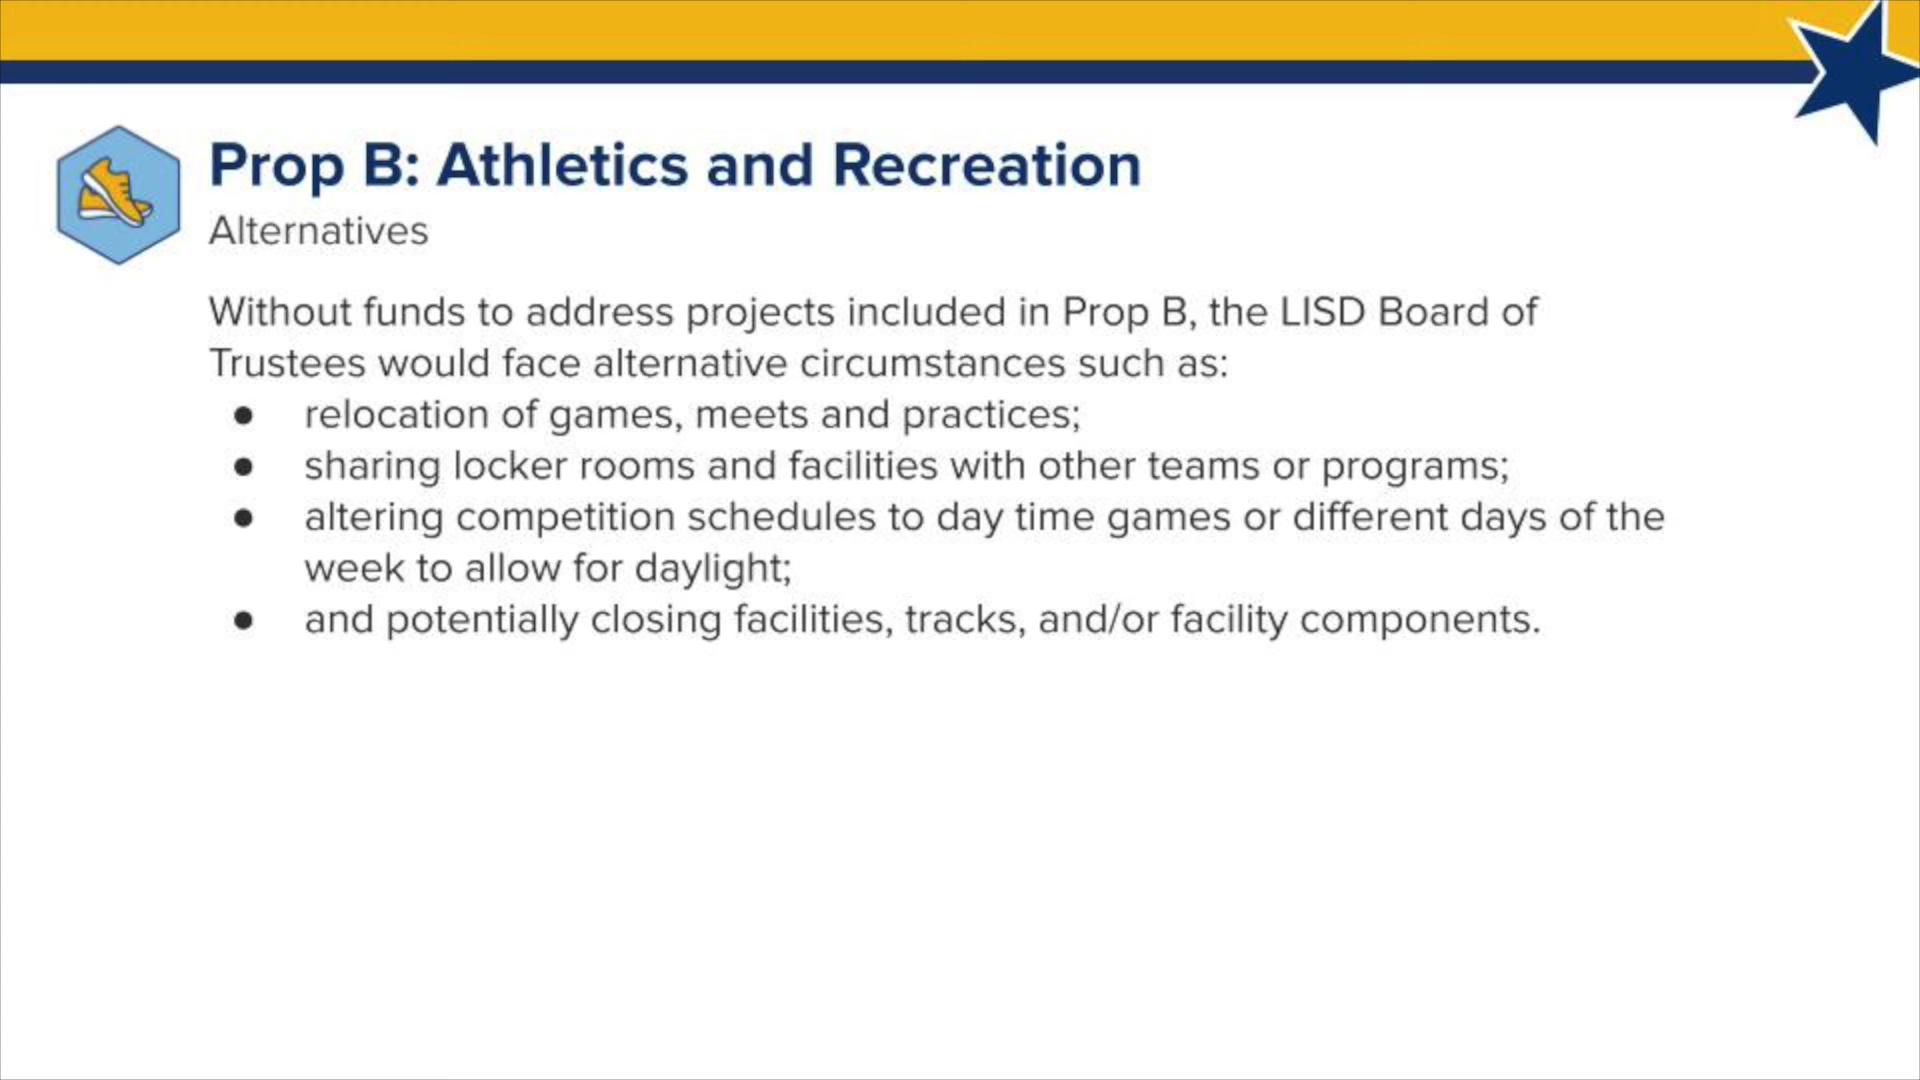 Prop B: Athletics and Recreation
Alternatives
Without funds to address projects included in Prop B, the LISD Board of
Trustees would face alternative circumstances such as:
● relocation of games, meets and practices;
● sharing locker rooms and facilities with other teams or programs;
● altering competition schedules to day time games or different days of the
week to allow for daylight;
● and potentially closing facilities, tracks, and/or facility components.